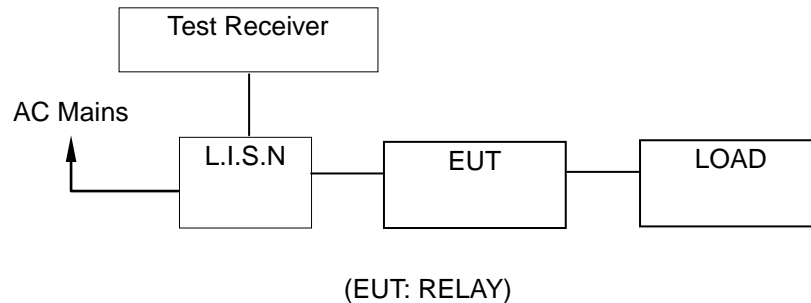 Test Receiver
AC Mains
L.I.S.N
EUT
LOAD
(EUT: RELAY)